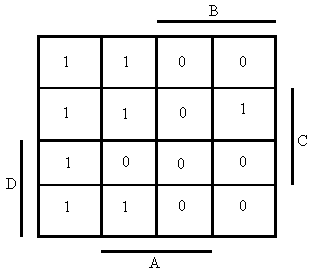 B
1 1 0 0
1 1 0 1
C
1 0 0 0
D
1 1 0 0
A